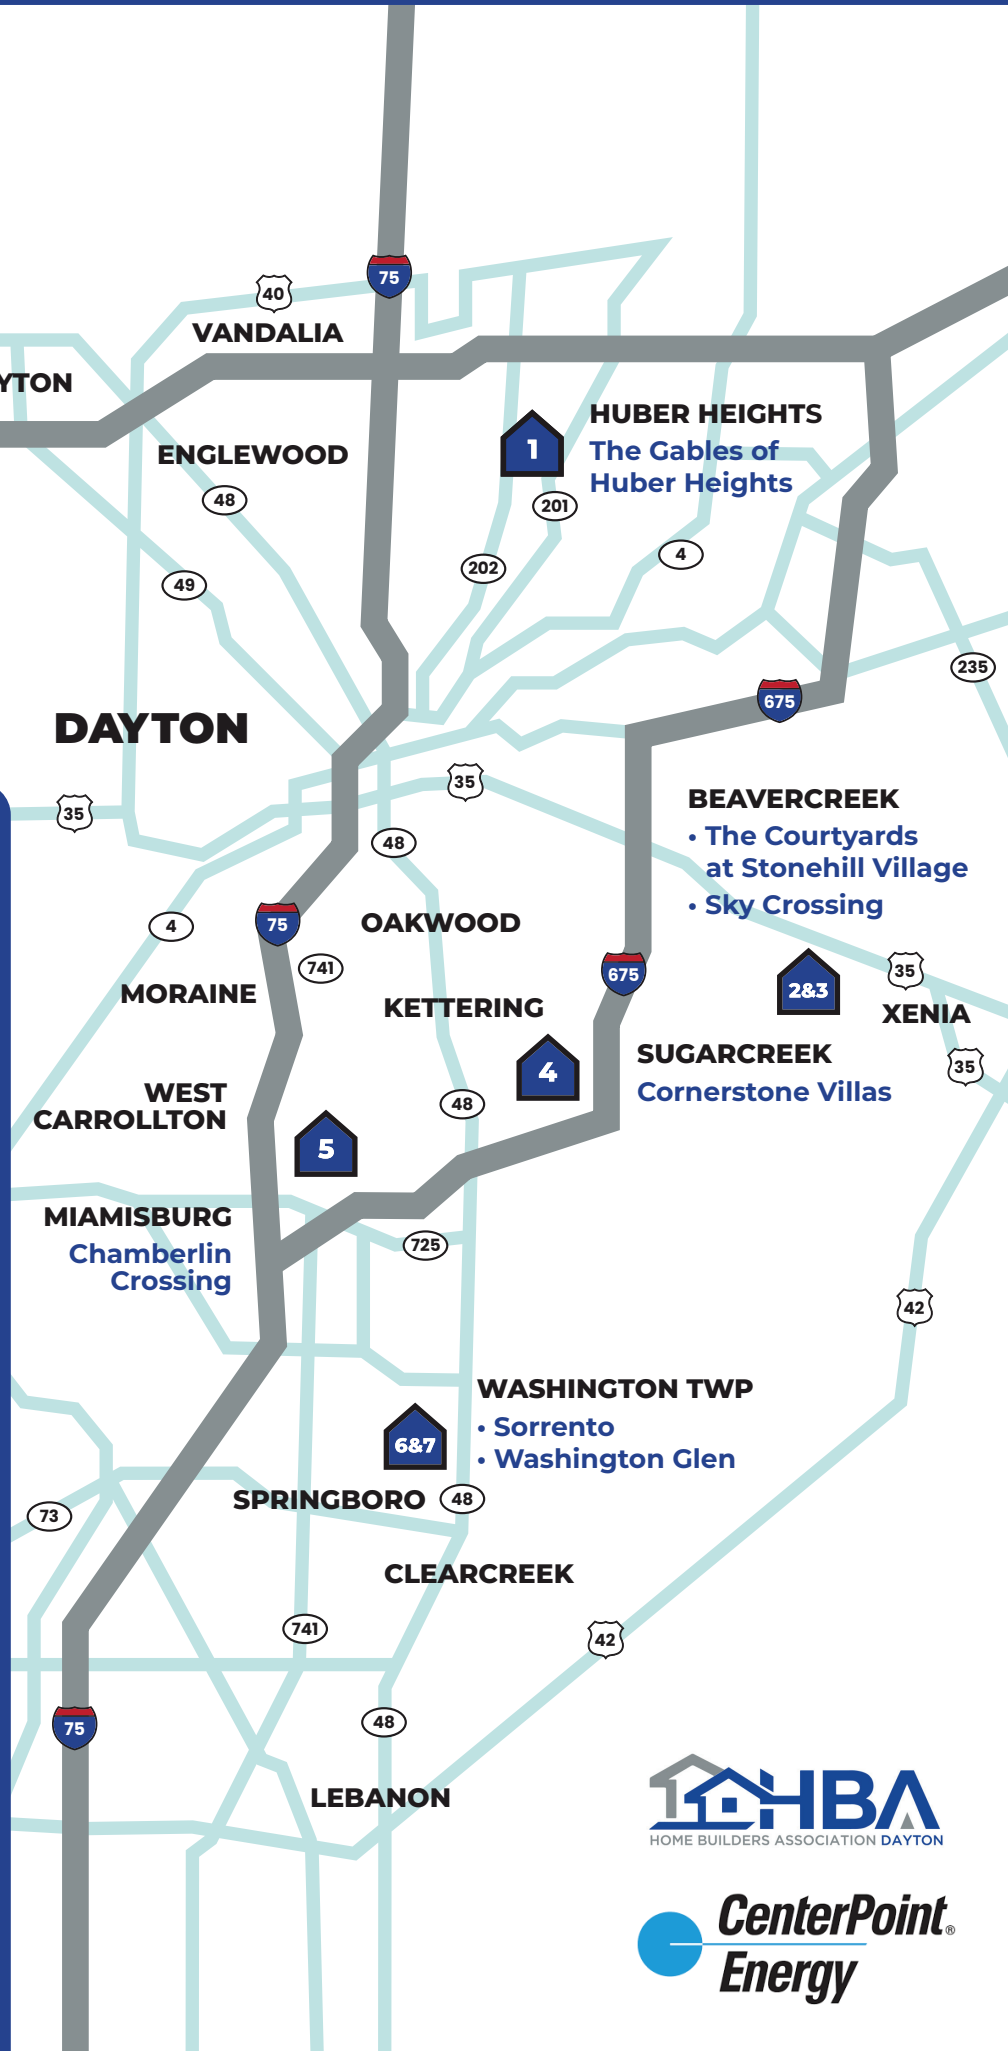 75
40
VANDALIA
YTON
HUBER HEIGHTS
The Gables of
Huber Heights
1
ENGLEWOOD
48
201
4
202
49
235
675
DAYTON
35
35
BEAVERCREEK
• The Courtyards
at Stonehill Village
• Sky Crossing
48
4
75
OAKWOOD
741
675
35
2&3
MORAINE
KETTERING
XENIA
SUGARCREEK
Cornerstone Villas
35
4
WEST
CARROLLTON
48
5
MIAMISBURG
Chamberlin
Crossing
725
42
WASHINGTON TWP
• Sorrento
• Washington Glen
6&7
SPRINGBORO
48
73
CLEARCREEK
741
42
75
48
LEBANON
HBA
HOME BUILDERS ASSOCIATION DAYTON
CenterPoint®
Energy